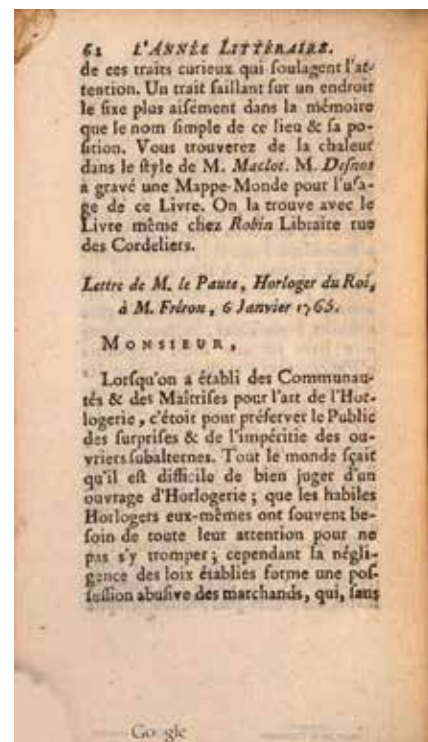 62 L'ANNÉE LITTÉRAIRE.
de ces traits curieux qui ſoulagent l'at-
tention. Un trait ſaillant ſur un endroit
le fixe plus aiſément dans la mémoire
que le nom ſimple de ce lieu & ſa po-
ſition. Vous trouverez de la chaleur
dans le ſtyle de M. Maclot. M. Deſnos
a gravé une Mappe-Monde pour l'uſa-
ge de ce Livre. On la trouve avec le
Livre même chez Robin Libraire rue
des Cordeliers.
Lettre de M. le Paute, Horloger du Roi,
à M. Fréron, 6 Janvier 1765.
MONSIEUR,
Lorſqu'on a établi des Communau-
tés & des Maîtriſes pour l'art de l'Hor-
logerie, c'étoit pour préſerver le Public
des ſurpriſes & de l'impéritie des ou-
vriers ſubalternes. Tout le monde ſçait
qu'il eſt difficile de bien juger d'un
ouvrage d'Horlogerie ; que les habiles
Horlogers eux-mêmes ont ſouvent be-
ſoin de toute leur attention pour ne
pas s'y tromper ; cependant la négli-
gence des loix établies forme une poſ-
ſeſſion abuſive des marchands, qui, ſans
Google